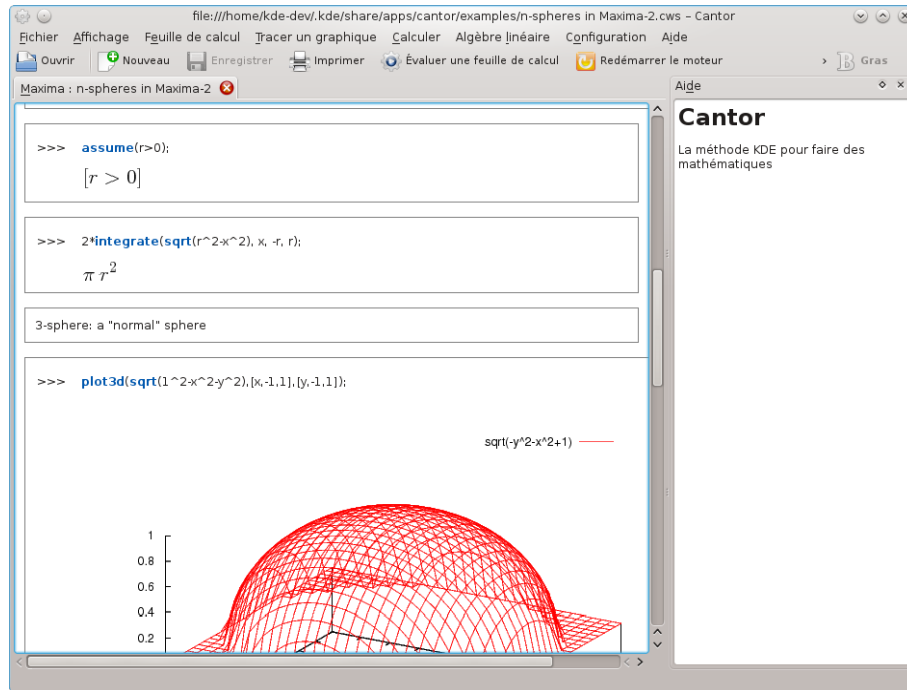 file:///home/kde-dev/.kde/share/apps/cantor/examples/n-spheres in Maxima-2.cws – Cantor
Fichier Affichage Feuille de calcul Tracer un graphique Calculer Algèbre linéaire Configuration Aide
Ouvrir Nouveau Enregistrer Imprimer Évaluer une feuille de calcul Redémarrer le moteur › B Gras
Maxima : n-spheres in Maxima-2
Aide
Cantor
La méthode KDE pour faire des
mathématiques
>>> assume(r>0);
[r > 0]
>>> 2*integrate(sqrt(r^2-x^2), x, -r, r);
π r²
3-sphere: a "normal" sphere
>>> plot3d(sqrt(1^2-x^2-y^2),[x,-1,1],[y,-1,1]);
sqrt(-y^2-x^2+1)
1
0.8
0.6
0.4
0.2